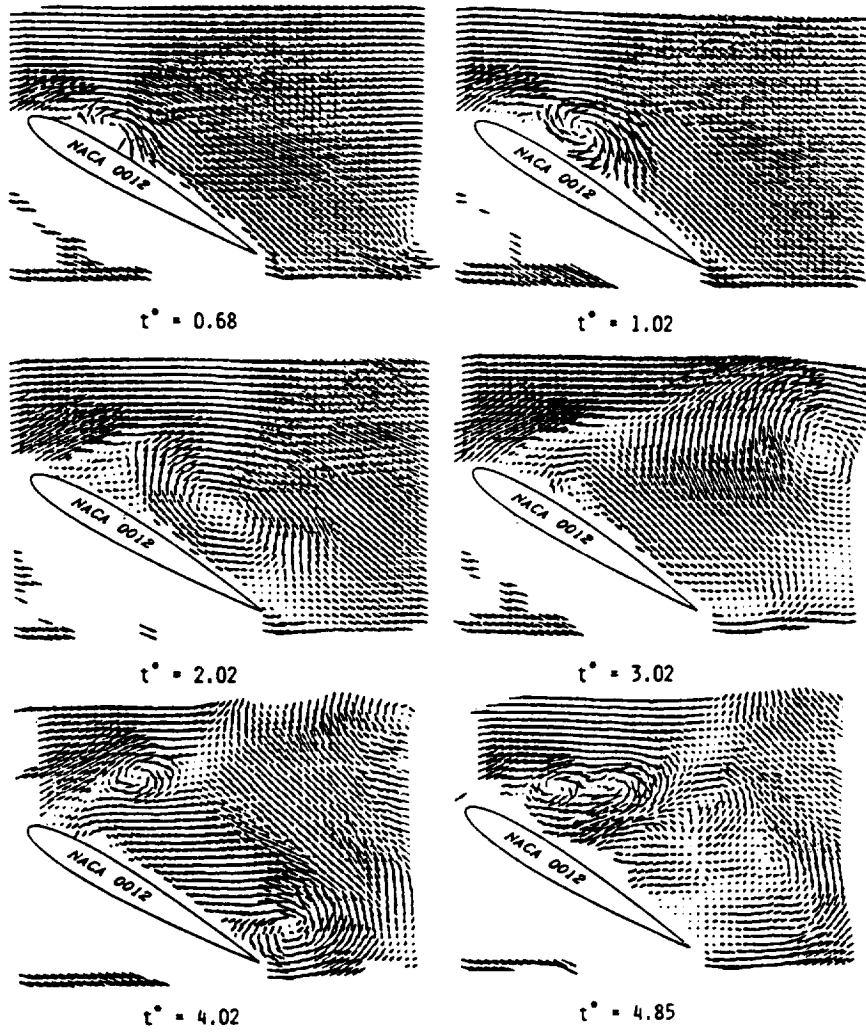 NACA 0012
NACA 0012
t* = 0.68
t* = 1.02
NACA 0012
NACA 0012
t* = 2.02
t* = 3.02
NACA 0012
NACA 0012
t* = 4.02
t* = 4.85